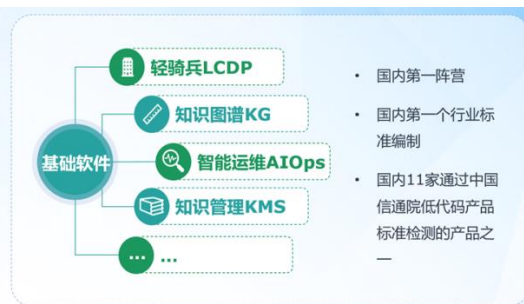 轻骑兵LCDP
知识图谱KG
基础软件
智能运维AIOps
知识管理KMS
... ...
• 国内第一阵营
• 国内第一个行业标
准编制
• 国内11家通过中国
信通院低代码产品
标准检测的产品之
一